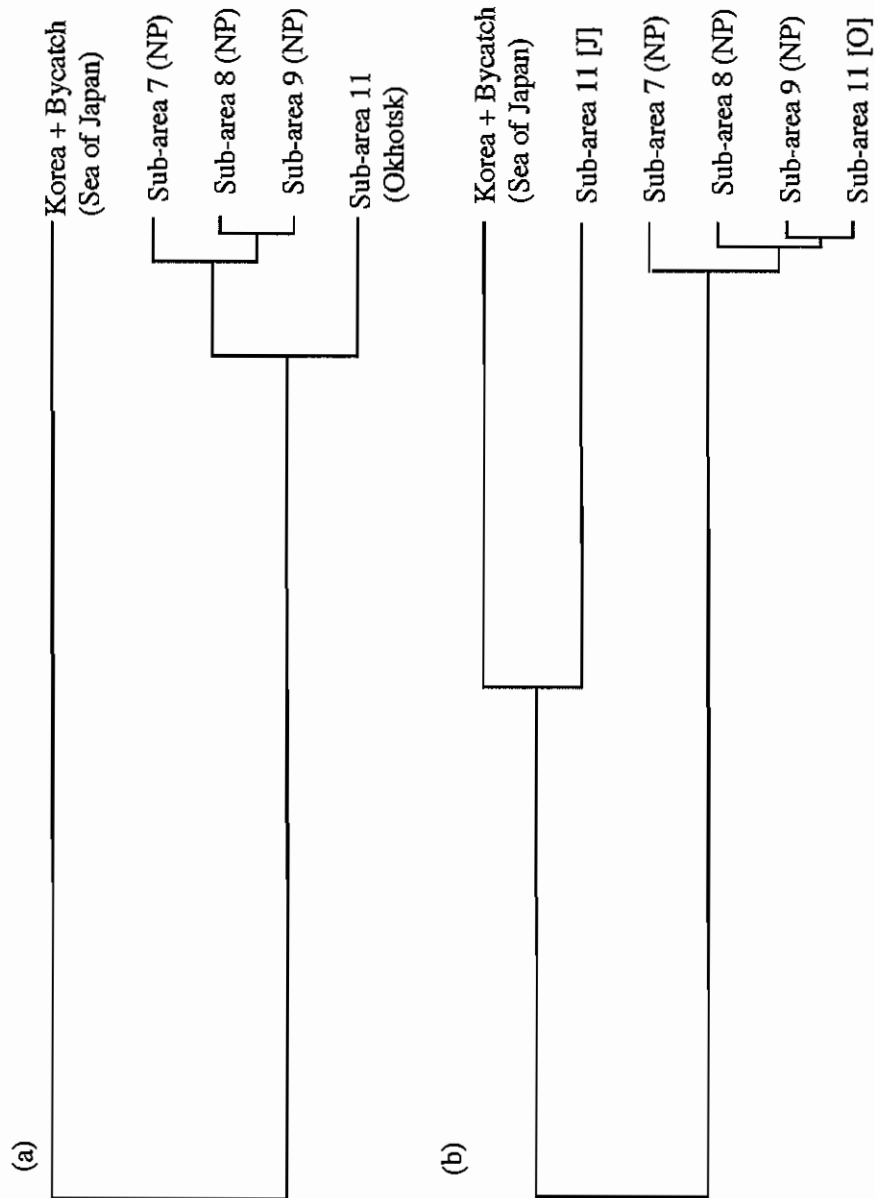 (a)
Korea + Bycatch
(Sea of Japan)
Sub-area 7 (NP)
Sub-area 8 (NP)
Sub-area 9 (NP)
Sub-area 11
(Okhotsk)
(b)
Korea + Bycatch
(Sea of Japan)
Sub-area 11 [J]
Sub-area 7 (NP)
Sub-area 8 (NP)
Sub-area 9 (NP)
Sub-area 11 [O]